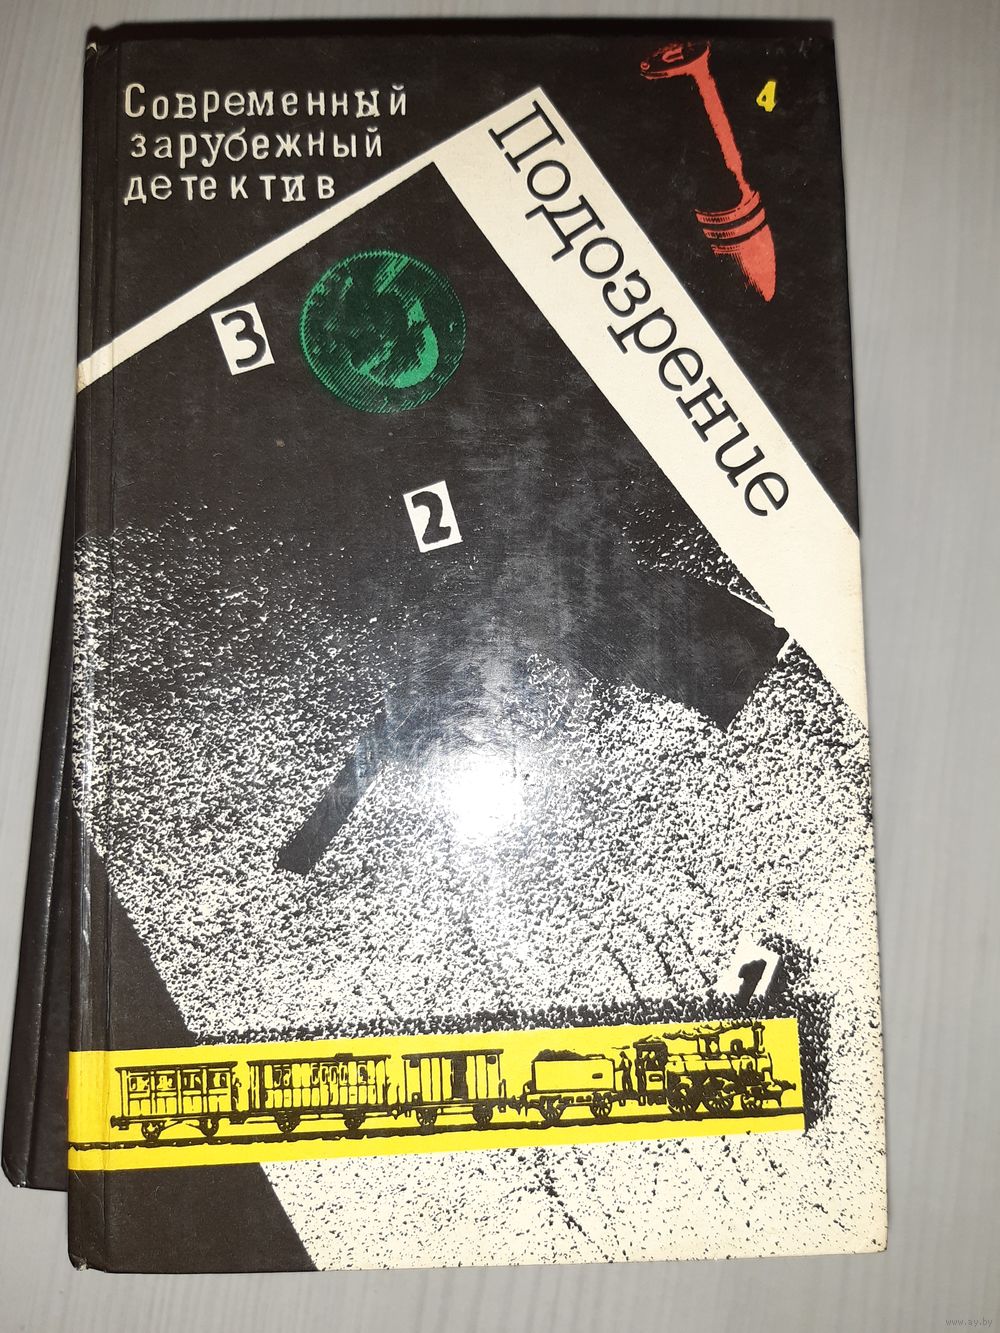 Современный
зарубежный
детектив
Подозрение
4
3
2
1
www.ay.by